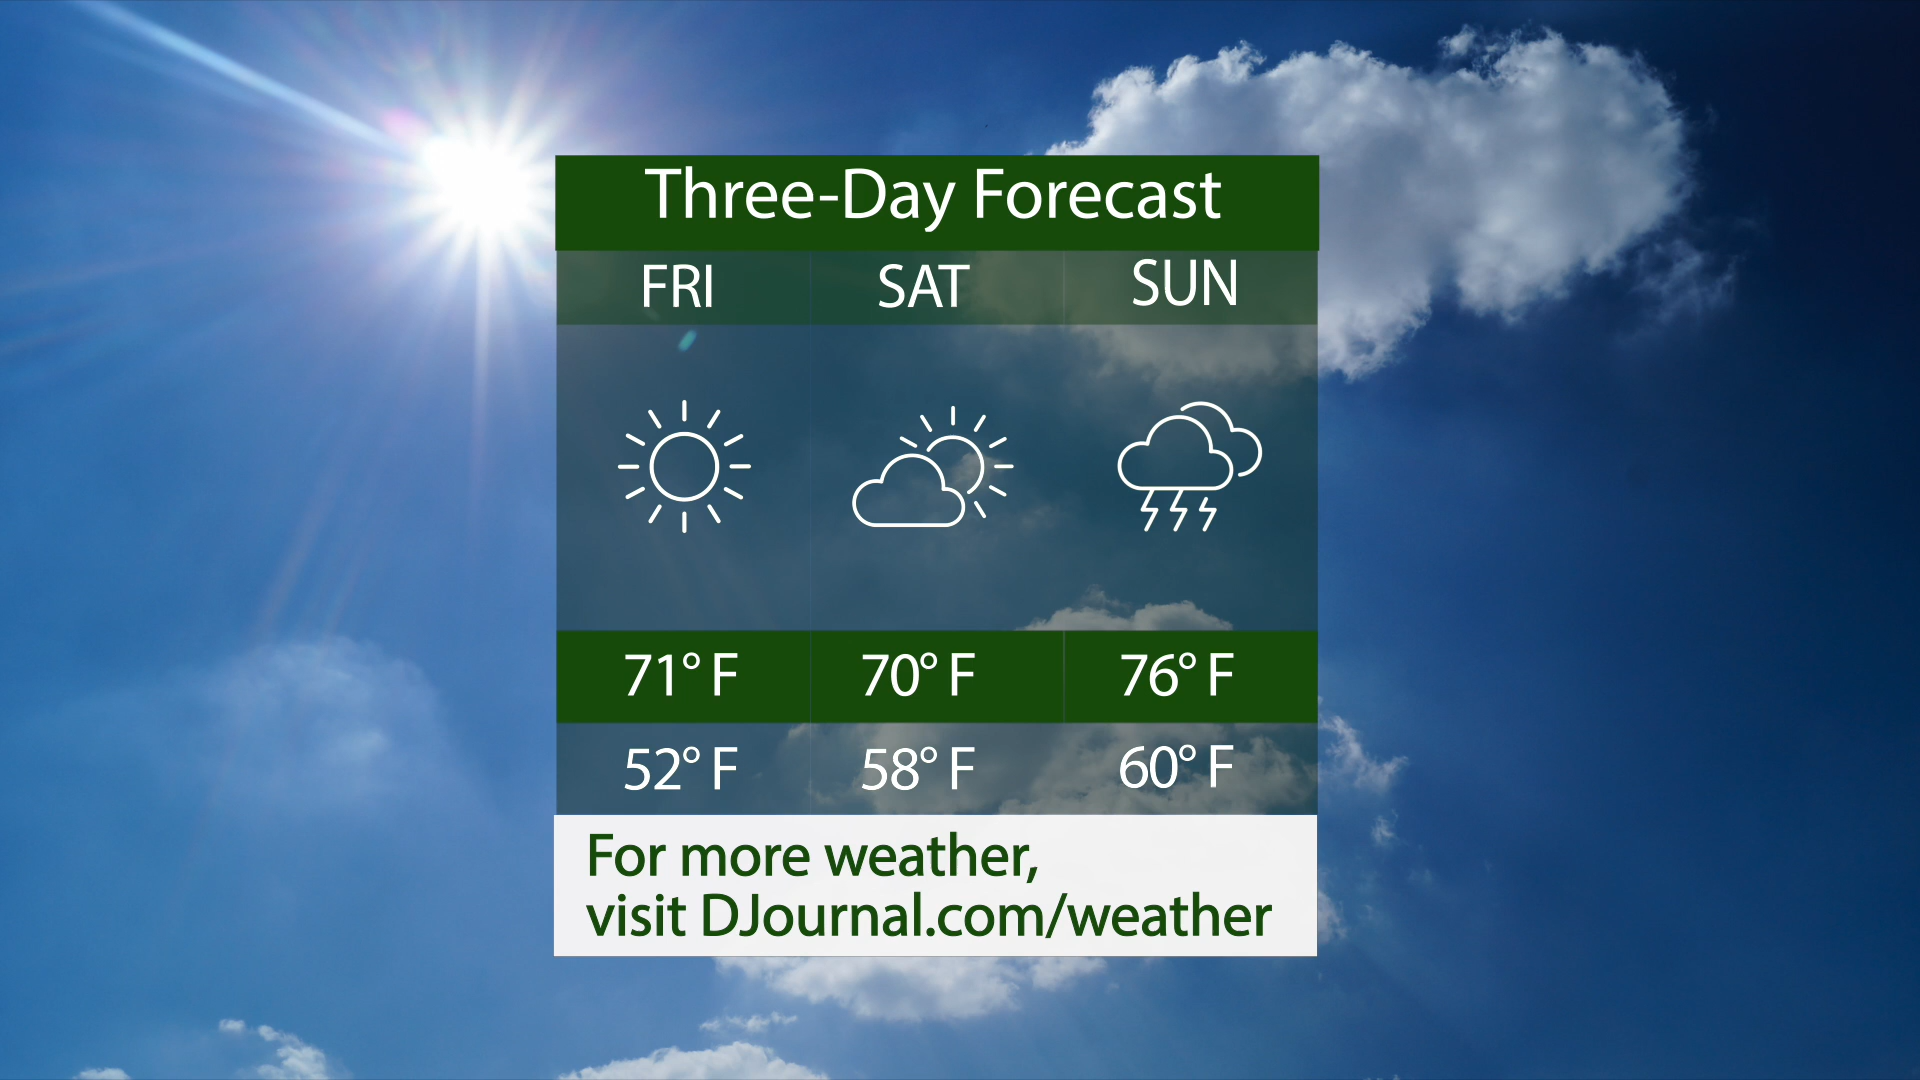 Three-Day Forecast
FRI SAT SUN
71° F 70° F 76° F
52° F 58° F 60° F
For more weather,
visit DJournal.com/weather